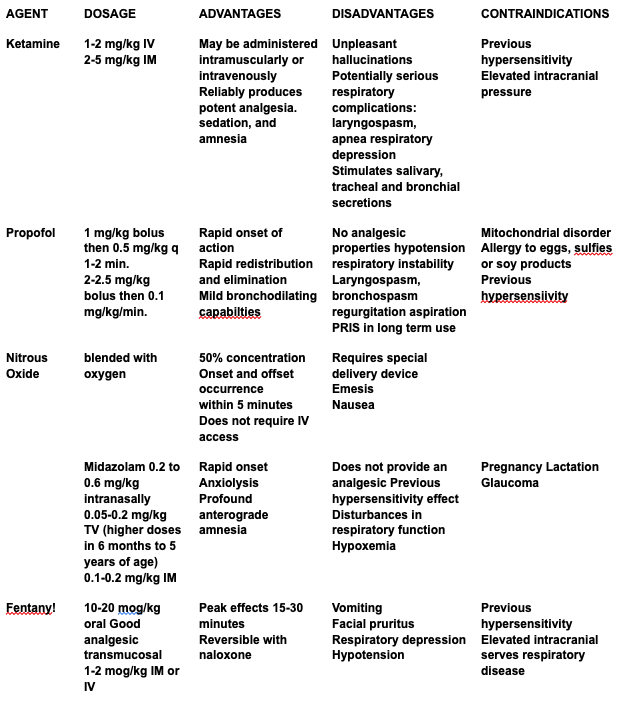 AGENT DOSAGE ADVANTAGES DISADVANTAGES CONTRAINDICATIONS
Ketamine
1-2 mg/kg IV
2-5 mg/kg IM
May be administered
intramuscularly or
intravenously
Reliably produces
potent analgesia.
sedation, and
amnesia
Unpleasant
hallucinations
Potentially serious
respiratory
complications:
laryngospasm,
apnea respiratory
depression
Stimulates salivary,
tracheal and bronchial
secretions
Previous
hypersensitivity
Elevated intracranial
pressure
Propofol
1 mg/kg bolus
then 0.5 mg/kg q
1-2 min.
2-2.5 mg/kg
bolus then 0.1
mg/kg/min.
Rapid onset of
action
Rapid redistribution
and elimination
Mild bronchodilating
capabilties
No analgesic
properties hypotension
respiratory instability
Laryngospasm,
bronchospasm
regurgitation aspiration
PRIS in long term use
Mitochondrial disorder
Allergy to eggs, sulfies
or soy products
Previous
hypersensiivity
Nitrous
Oxide
blended with
oxygen
50% concentration
Onset and offset
occurrence
within 5 minutes
Does not require IV
access
Requires special
delivery device
Emesis
Nausea
Midazolam 0.2 to
0.6 mg/kg
intranasally
0.05-0.2 mg/kg
TV (higher doses
in 6 months to 5
years of age)
0.1-0.2 mg/kg IM
Rapid onset
Anxiolysis
Profound
anterograde
amnesia
Does not provide an
analgesic Previous
hypersensitivity effect
Disturbances in
respiratory function
Hypoxemia
Pregnancy Lactation
Glaucoma
Fentany!
10-20 mog/kg
oral Good
analgesic
transmucosal
1-2 mog/kg IM or
IV
Peak effects 15-30
minutes
Reversible with
naloxone
Vomiting
Facial pruritus
Respiratory depression
Hypotension
Previous
hypersensitivity
Elevated intracranial
serves respiratory
disease